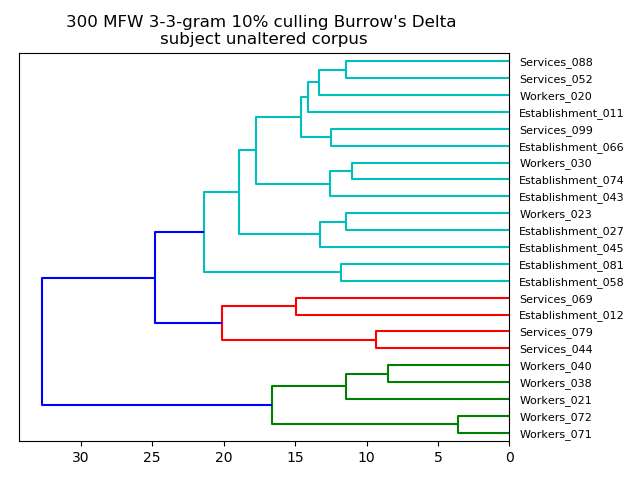 300 MFW 3-3-gram 10% culling Burrow's Delta
subject unaltered corpus
Services_088
Services_052
Workers_020
Establishment_011
Services_099
Establishment_066
Workers_030
Establishment_074
Establishment_043
Workers_023
Establishment_027
Establishment_045
Establishment_081
Establishment_058
Services_069
Establishment_012
Services_079
Services_044
Workers_040
Workers_038
Workers_021
Workers_072
Workers_071
30 25 20 15 10 5 0